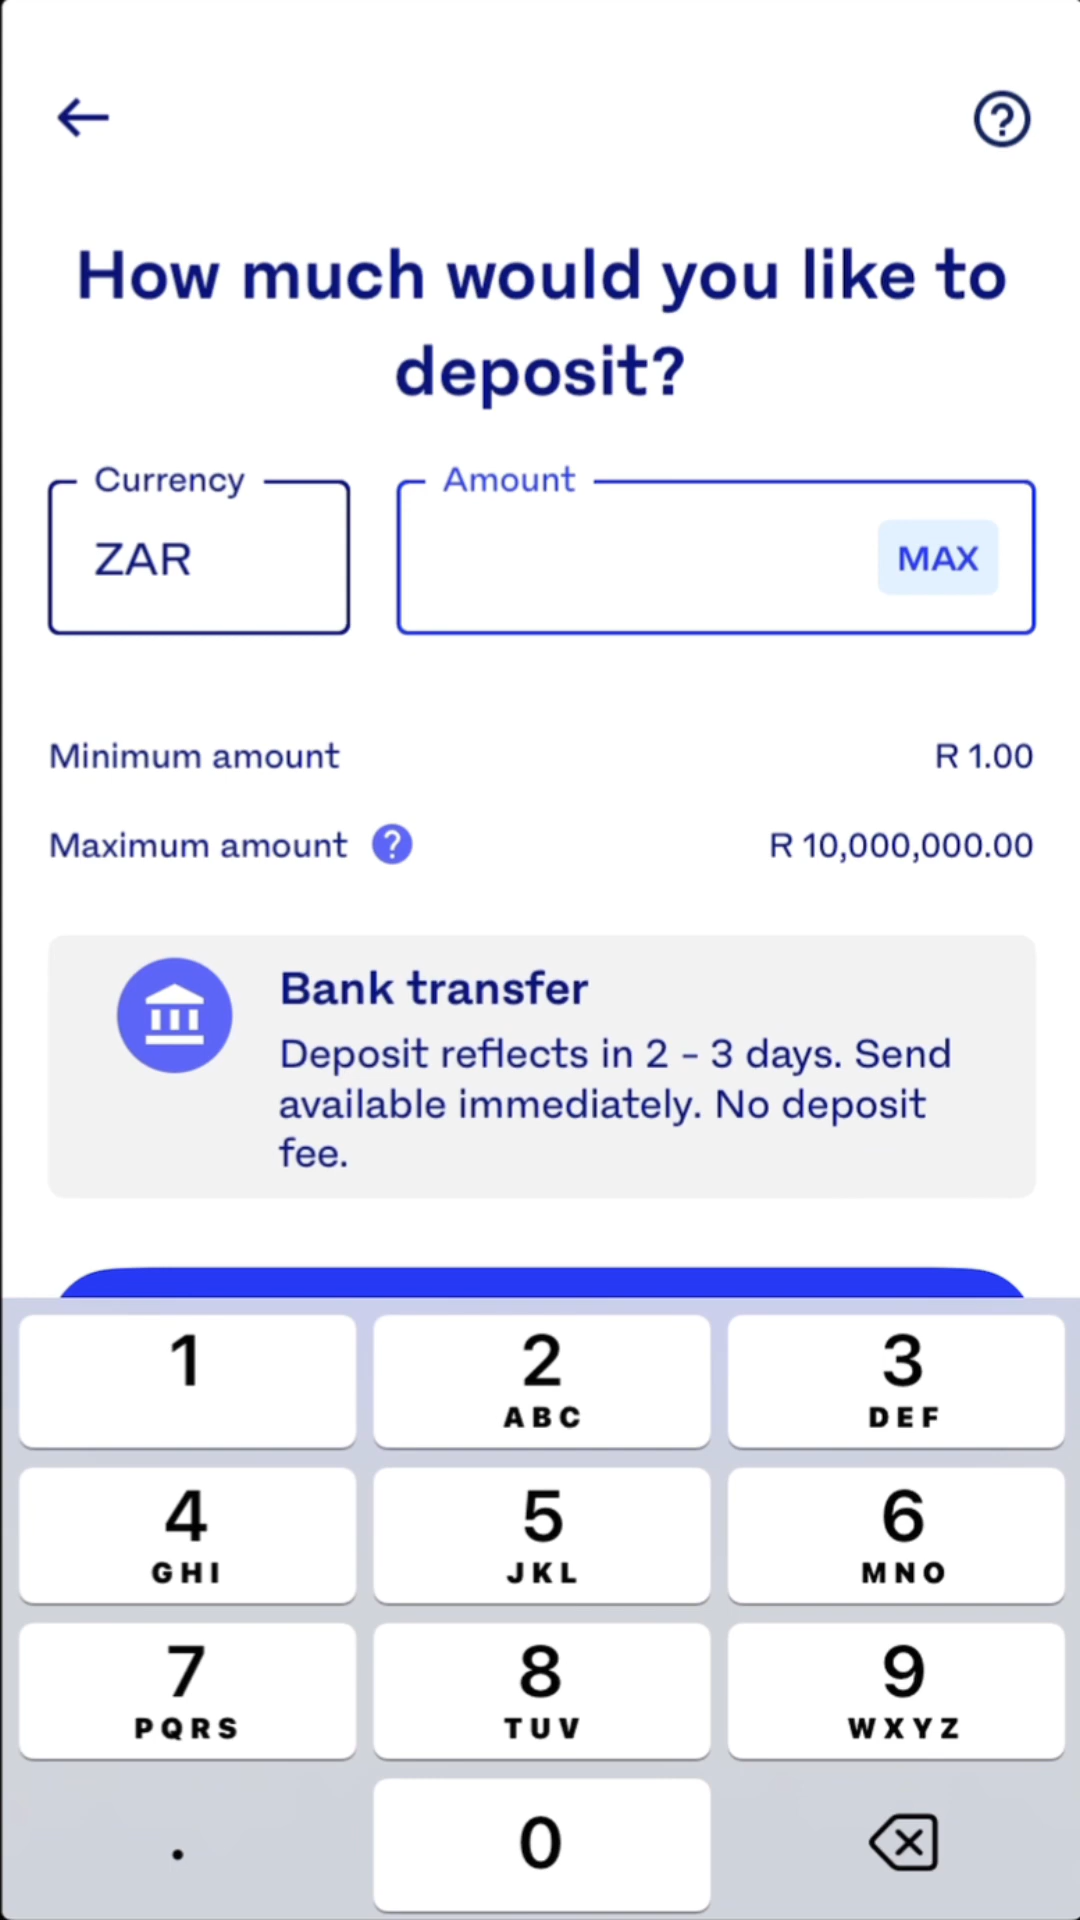 How much would you like to
deposit?
Currency
Amount
ZAR
MAX
Minimum amount
R 1.00
Maximum amount ?
R 10,000,000.00
Bank transfer
Deposit reflects in 2 - 3 days. Send
available immediately. No deposit
fee.
1
2
ABC
3
DEF
4
GHI
5
JKL
6
MNO
7
PQRS
8
TUV
9
WXYZ
.
0